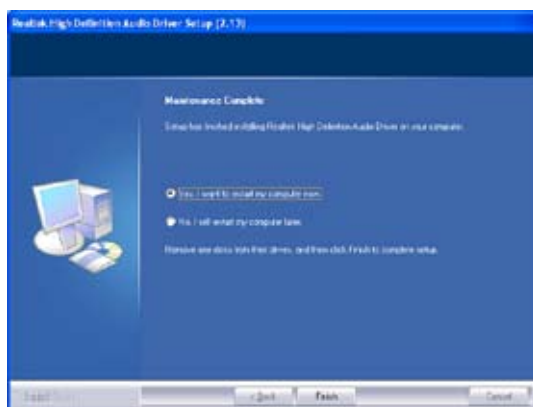 Realtek High Definition Audio Driver Setup (2.13)
Maintenance Complete
Setup has finished installing Realtek High Definition Audio Driver on your computer.
Yes, I want to restart my computer now.
No, I will restart my computer later.
Remove any disks from their drives, and then click Finish to complete setup.
< Back
Finish
Cancel